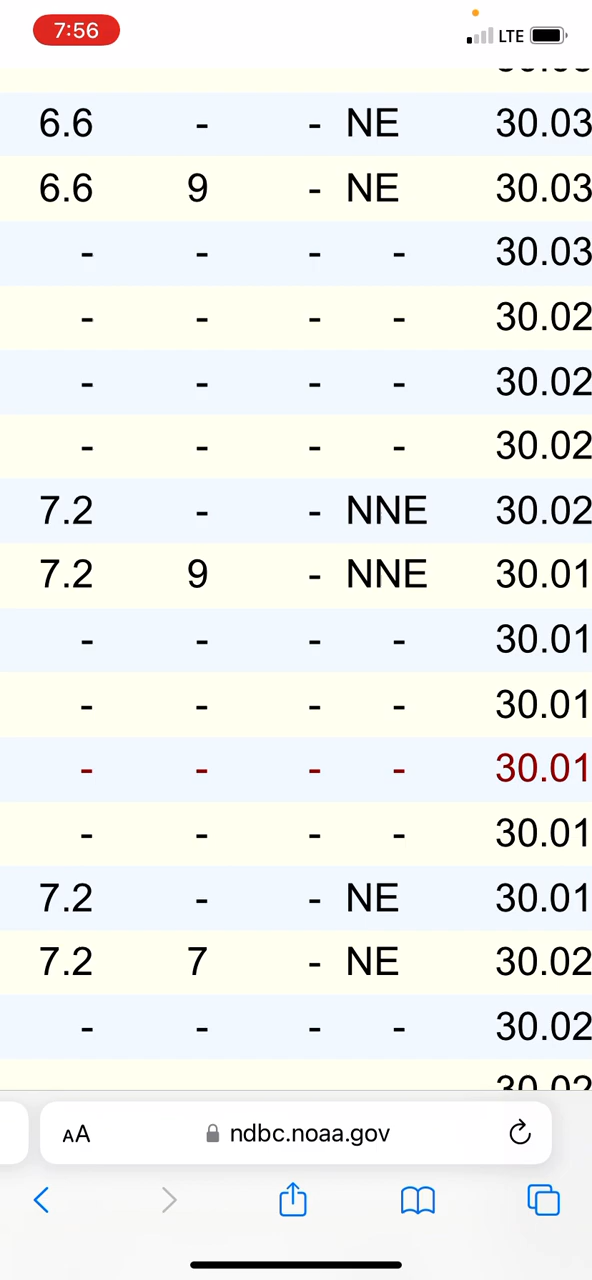 7:56 LTE
6.6 - - NE 30.03
6.6 9 - NE 30.03
- - - - 30.03
- - - - 30.02
- - - - 30.02
- - - - 30.02
7.2 - - NNE 30.02
7.2 9 - NNE 30.01
- - - - 30.01
- - - - 30.01
- - - - 30.01
- - - - 30.01
7.2 - - NE 30.01
7.2 7 - NE 30.02
- - - - 30.02
30.02
AA ndbc.noaa.gov